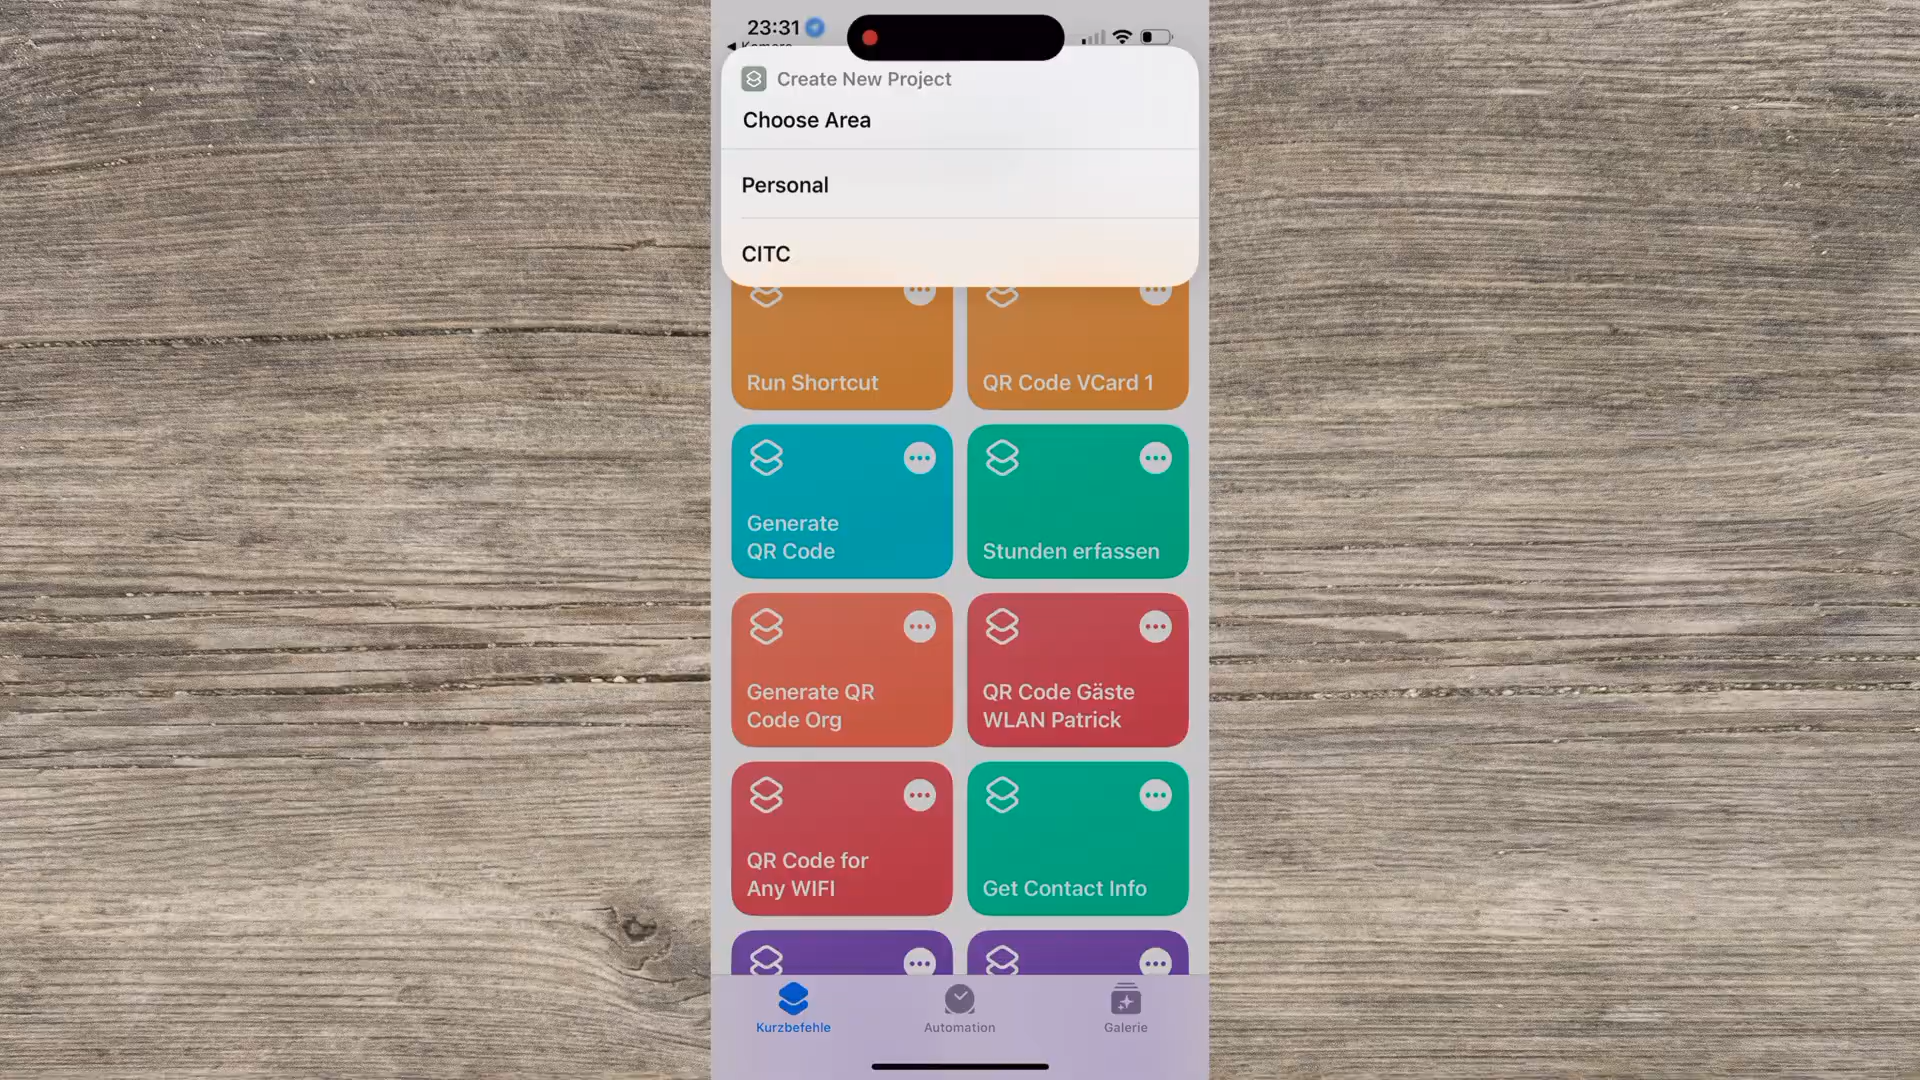 23:31
Create New Project
Choose Area
Personal
CITC
Run Shortcut
QR Code VCard 1
Generate
QR Code
Stunden erfassen
Generate QR
Code Org
QR Code Gäste
WLAN Patrick
QR Code for
Any WIFI
Get Contact Info
Kurzbefehle
Automation
Galerie